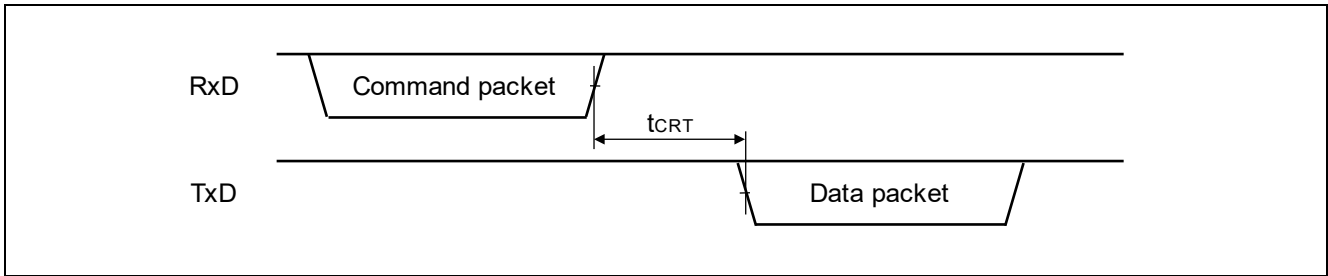 RxD
Command packet
tCRT
TxD
Data packet